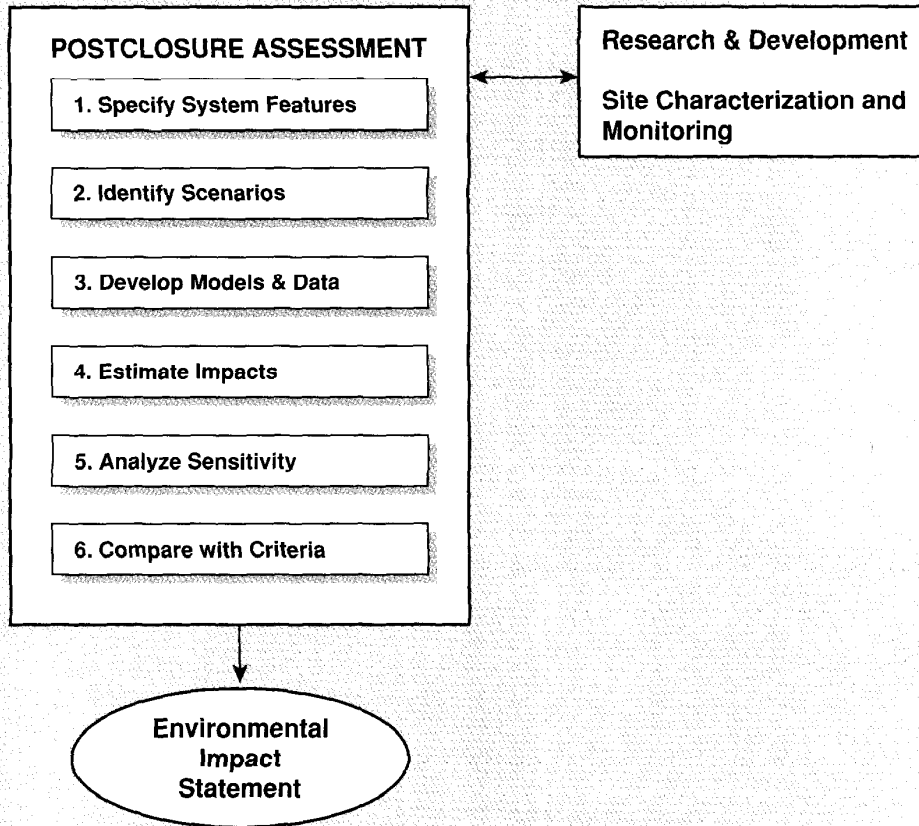 POSTCLOSURE ASSESSMENT
1. Specify System Features
2. Identify Scenarios
3. Develop Models & Data
4. Estimate Impacts
5. Analyze Sensitivity
6. Compare with Criteria
Research & Development
Site Characterization and
Monitoring
Environmental
Impact
Statement